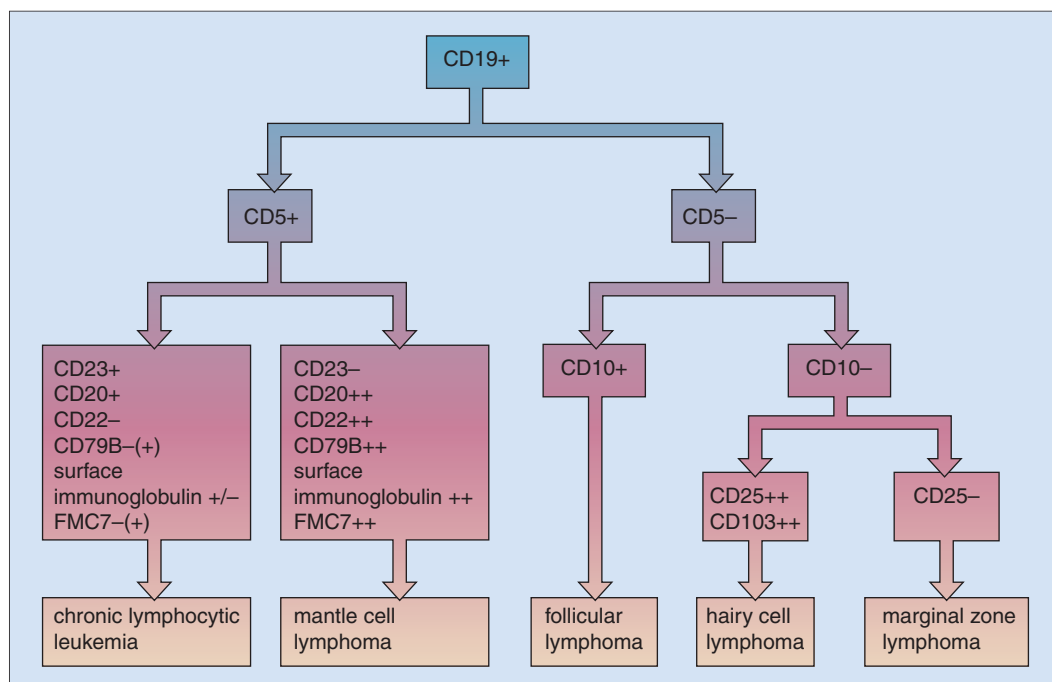 CD19+
CD5+
CD5–
CD23+
CD20+
CD22–
CD79B–(+)
surface
immunoglobulin +/–
FMC7–(+)
CD23–
CD20++
CD22++
CD79B++
surface
immunoglobulin ++
FMC7++
CD10+
CD10–
CD25++
CD103++
CD25–
chronic lymphocytic
leukemia
mantle cell
lymphoma
follicular
lymphoma
hairy cell
lymphoma
marginal zone
lymphoma